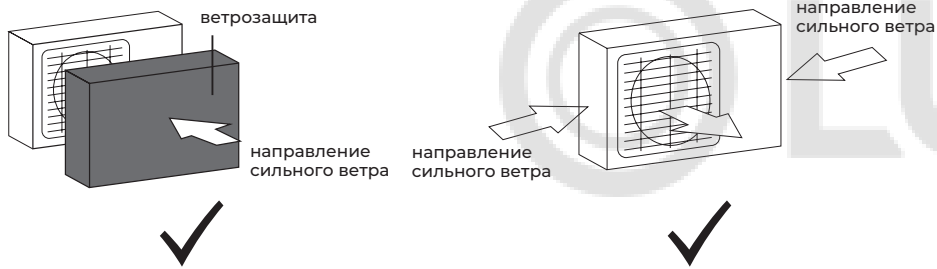 ветрозащита
направление
сильного ветра
направление
сильного ветра
направление
сильного ветра